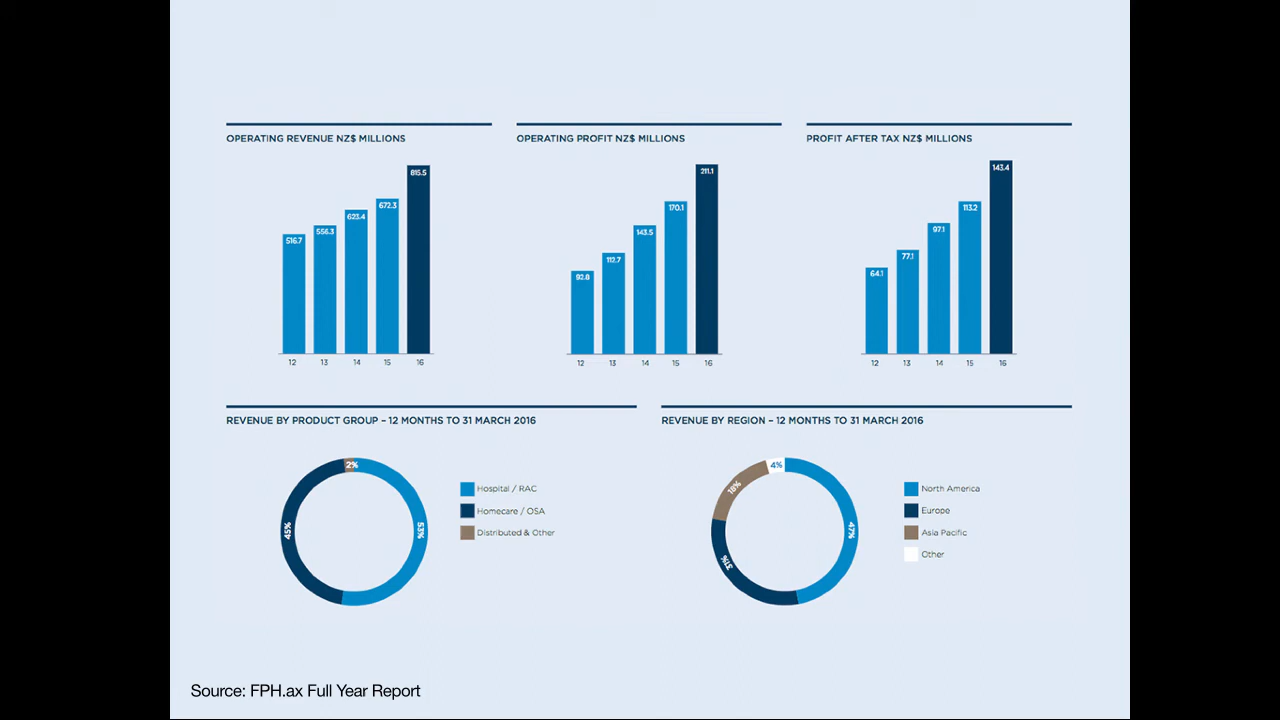 OPERATING REVENUE NZ$ MILLIONS
516.7
556.3
623.4
672.3
815.5
12 13 14 15 16
OPERATING PROFIT NZ$ MILLIONS
92.8
112.7
143.5
170.1
211.1
12 13 14 15 16
PROFIT AFTER TAX NZ$ MILLIONS
64.1
77.1
97.1
113.2
143.4
12 13 14 15 16
REVENUE BY PRODUCT GROUP – 12 MONTHS TO 31 MARCH 2016
2%
45%
53%
Hospital / RAC
Homecare / OSA
Distributed & Other
REVENUE BY REGION – 12 MONTHS TO 31 MARCH 2016
4%
18%
47%
31%
North America
Europe
Asia Pacific
Other
Source: FPH.ax Full Year Report